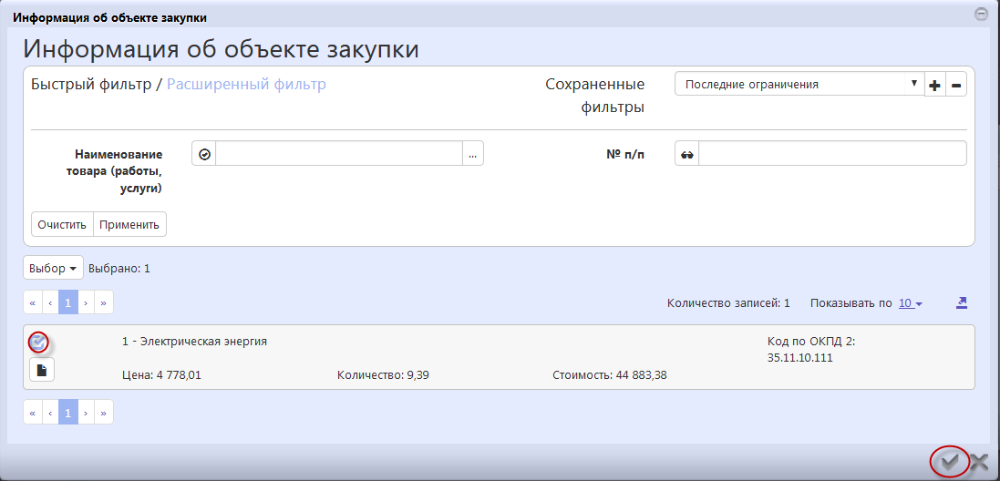 Информация об объекте закупки
Информация об объекте закупки
Быстрый фильтр / Расширенный фильтр
Сохраненные
фильтры
Последние ограничения
Наименование
товара (работы,
услуги)
...
№ п/п
Очистить Применить
Выбор Выбрано: 1
« ‹ 1 › »
Количество записей: 1 Показывать по 10
1 - Электрическая энергия
Код по ОКПД 2:
35.11.10.111
Цена: 4 778,01 Количество: 9,39 Стоимость: 44 883,38
« ‹ 1 › »